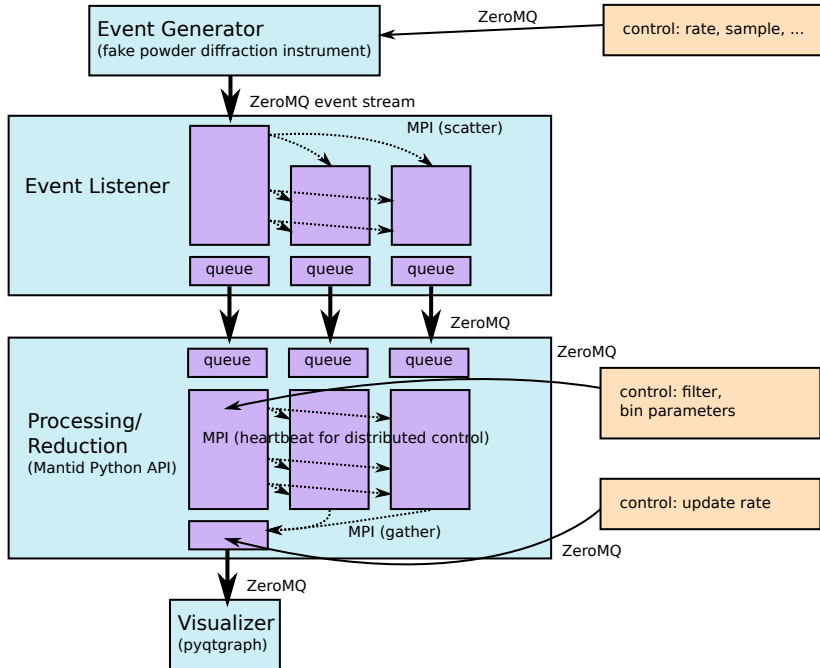 Event Generator
(fake powder diffraction instrument)
ZeroMQ
control: rate, sample, ...
ZeroMQ event stream
MPI (scatter)
Event Listener
queue
queue
queue
ZeroMQ
queue
queue
queue
ZeroMQ
control: filter,
bin parameters
Processing/
Reduction
(Mantid Python API)
MPI (heartbeat for distributed control)
control: update rate
MPI (gather)
ZeroMQ
ZeroMQ
Visualizer
(pyqtgraph)